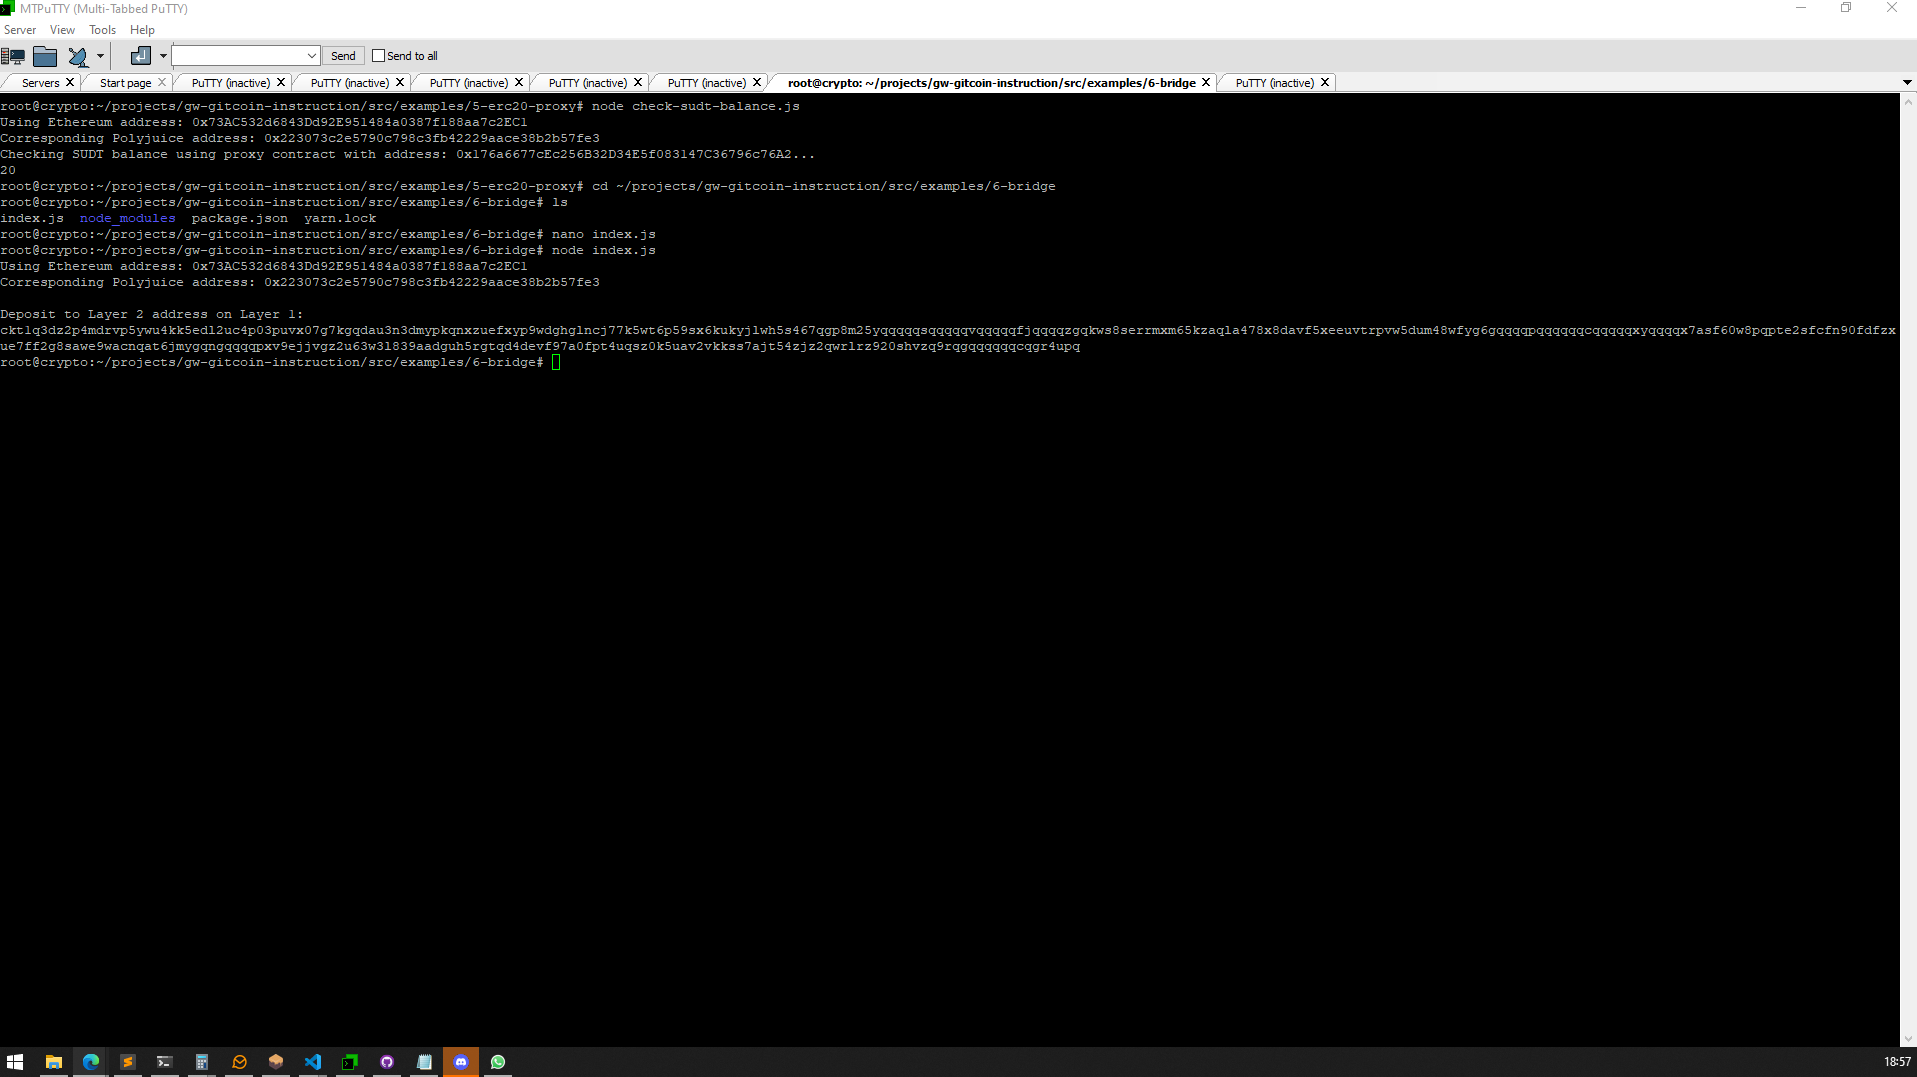 MTPuTTY (Multi-Tabbed PuTTY)
Server View Tools Help
Send Send to all
Servers Start page PuTTY (inactive) PuTTY (inactive) PuTTY (inactive) PuTTY (inactive) PuTTY (inactive) root@crypto: ~/projects/gw-gitcoin-instruction/src/examples/6-bridge PuTTY (inactive)
root@crypto:~/projects/gw-gitcoin-instruction/src/examples/5-erc20-proxy# node check-sudt-balance.js
Using Ethereum address: 0x73AC532d6843Dd92E951484a0387f188aa7c2EC1
Corresponding Polyjuice address: 0x223073c2e5790c798c3fb42229aace38b2b57fe3
Checking SUDT balance using proxy contract with address: 0x176a6677cEc256B32D34E5f083147C36796c76A2...
20
root@crypto:~/projects/gw-gitcoin-instruction/src/examples/5-erc20-proxy# cd ~/projects/gw-gitcoin-instruction/src/examples/6-bridge
root@crypto:~/projects/gw-gitcoin-instruction/src/examples/6-bridge# ls
index.js node_modules package.json yarn.lock
root@crypto:~/projects/gw-gitcoin-instruction/src/examples/6-bridge# nano index.js
root@crypto:~/projects/gw-gitcoin-instruction/src/examples/6-bridge# node index.js
Using Ethereum address: 0x73AC532d6843Dd92E951484a0387f188aa7c2EC1
Corresponding Polyjuice address: 0x223073c2e5790c798c3fb42229aace38b2b57fe3
Deposit to Layer 2 address on Layer 1:
ckt1q3dz2p4mdrvp5ywu4kk5edl2uc4p03puvx07g7kgqdau3n3dmypkqnxzuefxyp9wdghglncj77k5wt6p59sx6kukyjlwh5s467qgp8m25yqqqqqsqqqqqvqqqqqfjqqqqzgqkws8serrmxm65kzaqla478x8davf5xeeuvtrpvw5dum48wfyg6gqqqqpqqqqqqcqqqqqxyqqqqx7asf60w8pqpte2sfcfn90fdfzx
ue7ff2g8sawe9wacnqat6jmygqngqqqqpxv9ejjvgz2u63w3l839aadguh5rgtqd4devf97a0fpt4uqsz0k5uav2vkkss7ajt54zjz2qwrlrz920shvzq9rqgqqqqqcqgr4upq
root@crypto:~/projects/gw-gitcoin-instruction/src/examples/6-bridge#
18:57